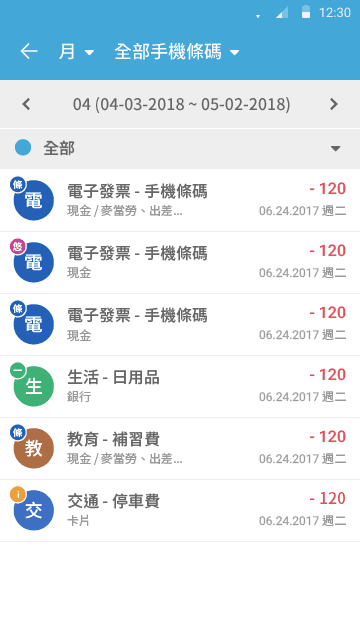 12:30
月 全部手機條碼
04 (04-03-2018 ~ 05-02-2018)
全部
條
電
電子發票 - 手機條碼
- 120
現金 / 麥當勞、出差...
06.24.2017 週二
悠
電
電子發票 - 手機條碼
- 120
現金
06.24.2017 週二
條
電
電子發票 - 手機條碼
- 120
現金
06.24.2017 週二
一
生
生活 - 日用品
- 120
銀行
06.24.2017 週二
條
教
教育 - 補習費
- 120
現金 / 麥當勞、出差...
06.24.2017 週二
i
交
交通 - 停車費
- 120
卡片
06.24.2017 週二